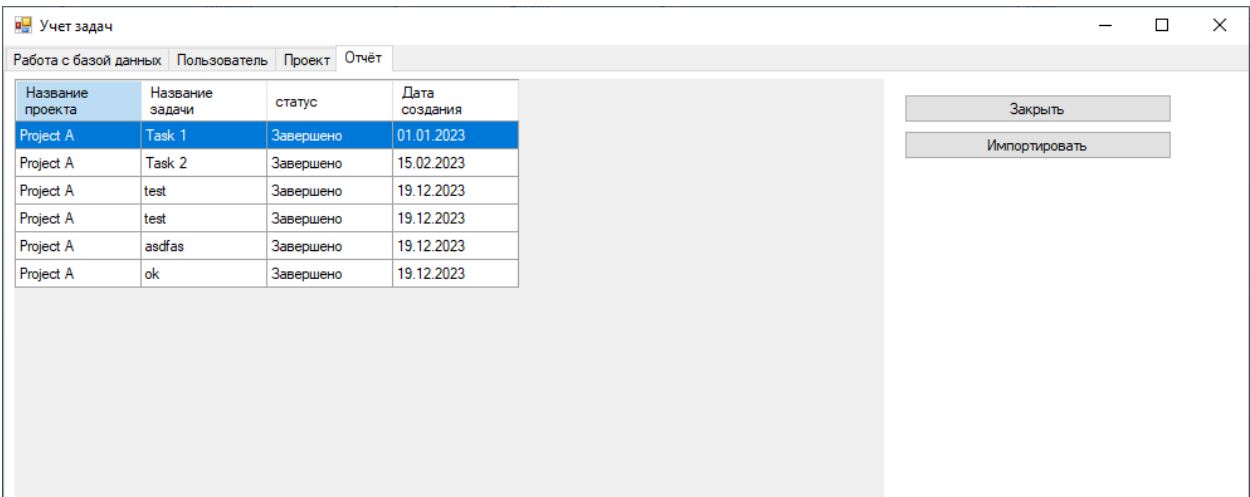 Учет задач
Работа с базой данных Пользователь Проект Отчёт
Название проекта Название задачи статус Дата создания
Project A Task 1 Завершено 01.01.2023
Project A Task 2 Завершено 15.02.2023
Project A test Завершено 19.12.2023
Project A test Завершено 19.12.2023
Project A asdfas Завершено 19.12.2023
Project A ok Завершено 19.12.2023
Закрыть
Импортировать